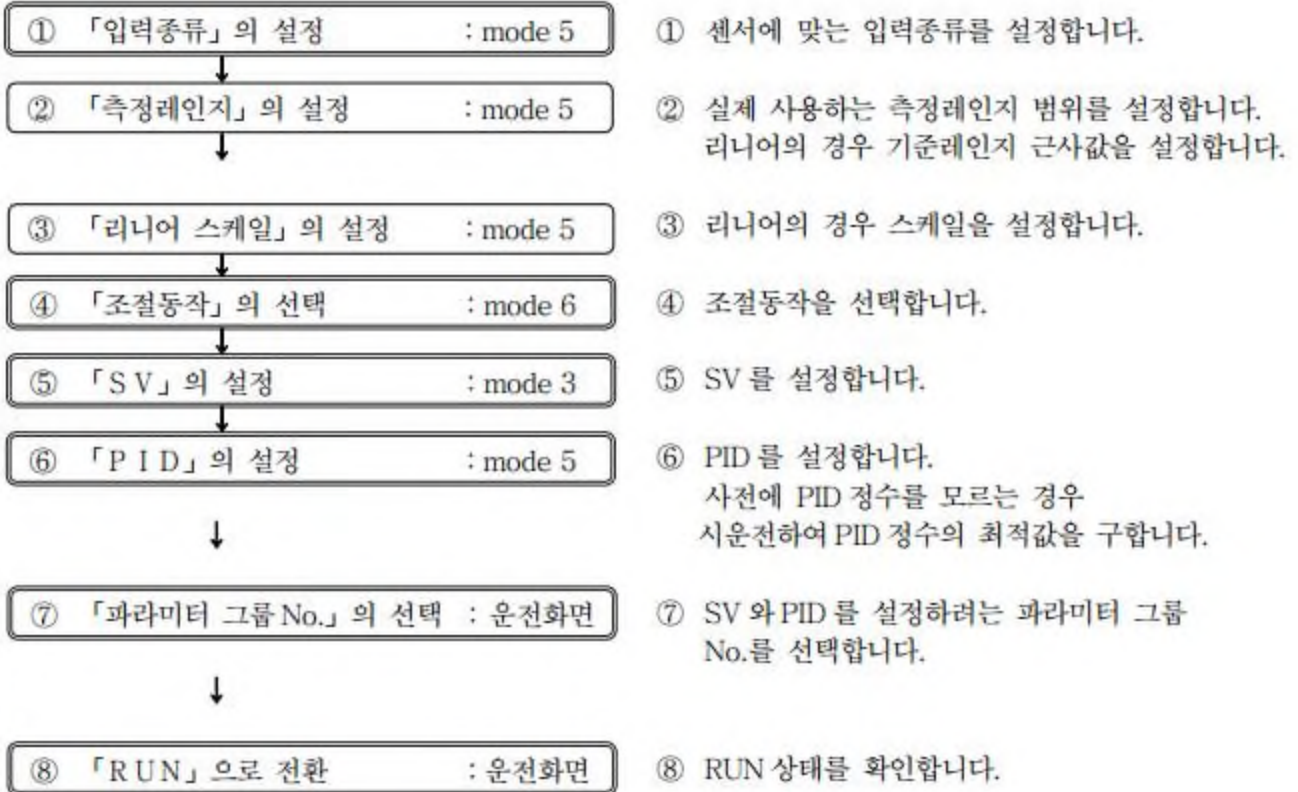 ① 「입력종류」의 설정 : mode 5 ① 센서에 맞는 입력종류를 설정합니다.
↓
② 「측정레인지」의 설정 : mode 5 ② 실제 사용하는 측정레인지 범위를 설정합니다.
↓ 리니어의 경우 기준레인지 근사값을 설정합니다.
③ 「리니어 스케일」의 설정 : mode 5 ③ 리니어의 경우 스케일을 설정합니다.
↓
④ 「조절동작」의 선택 : mode 6 ④ 조절동작을 선택합니다.
↓
⑤ 「S V」의 설정 : mode 3 ⑤ SV 를 설정합니다.
↓
⑥ 「P I D」의 설정 : mode 5 ⑥ PID 를 설정합니다.
사전에 PID 정수를 모르는 경우
↓ 시운전하여 PID 정수의 최적값을 구합니다.
⑦ 「파라미터 그룹 No.」의 선택 : 운전화면 ⑦ SV 와 PID 를 설정하려는 파라미터 그룹
No.를 선택합니다.
↓
⑧ 「R U N」으로 전환 : 운전화면 ⑧ RUN 상태를 확인합니다.